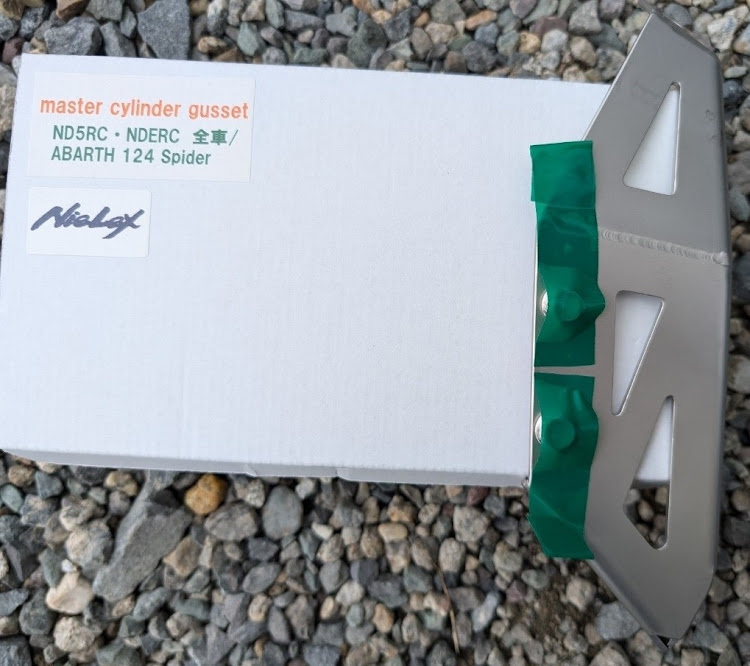 master cylinder gusset
ND5RC・NDERC 全車/
ABARTH 124 Spider
NieLex